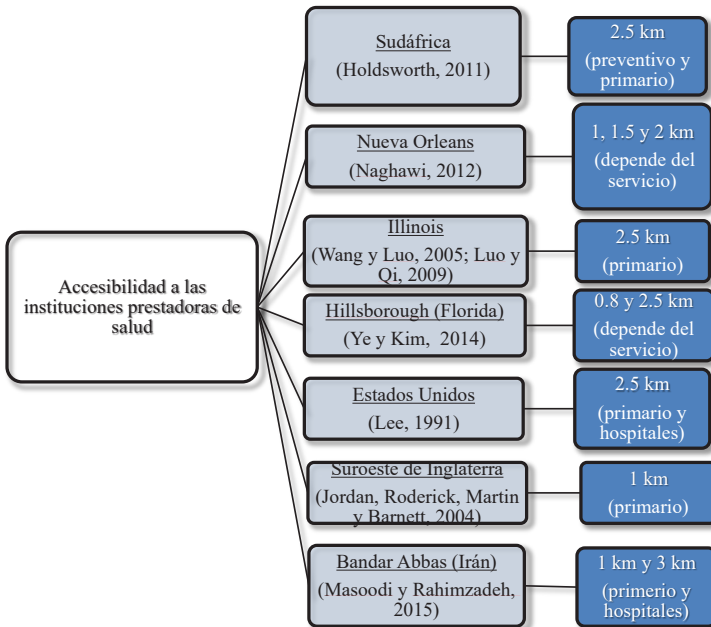 Sudáfrica
(Holdsworth, 2011)
2.5 km
(preventivo y
primario)
Nueva Orleans
(Naghawi, 2012)
1, 1.5 y 2 km
(depende del
servicio)
Illinois
(Wang y Luo, 2005; Luo y
Qi, 2009)
2.5 km
(primario)
Accesibilidad a las
instituciones prestadoras de
salud
Hillsborough (Florida)
(Ye y Kim, 2014)
0.8 y 2.5 km
(depende del
servicio)
Estados Unidos
(Lee, 1991)
2.5 km
(primario y
hospitales)
Suroeste de Inglaterra
(Jordan, Roderick, Martin
y Barnett, 2004)
1 km
(primario)
Bandar Abbas (Irán)
(Masoodi y Rahimzadeh,
2015)
1 km y 3 km
(primerio y
hospitales)